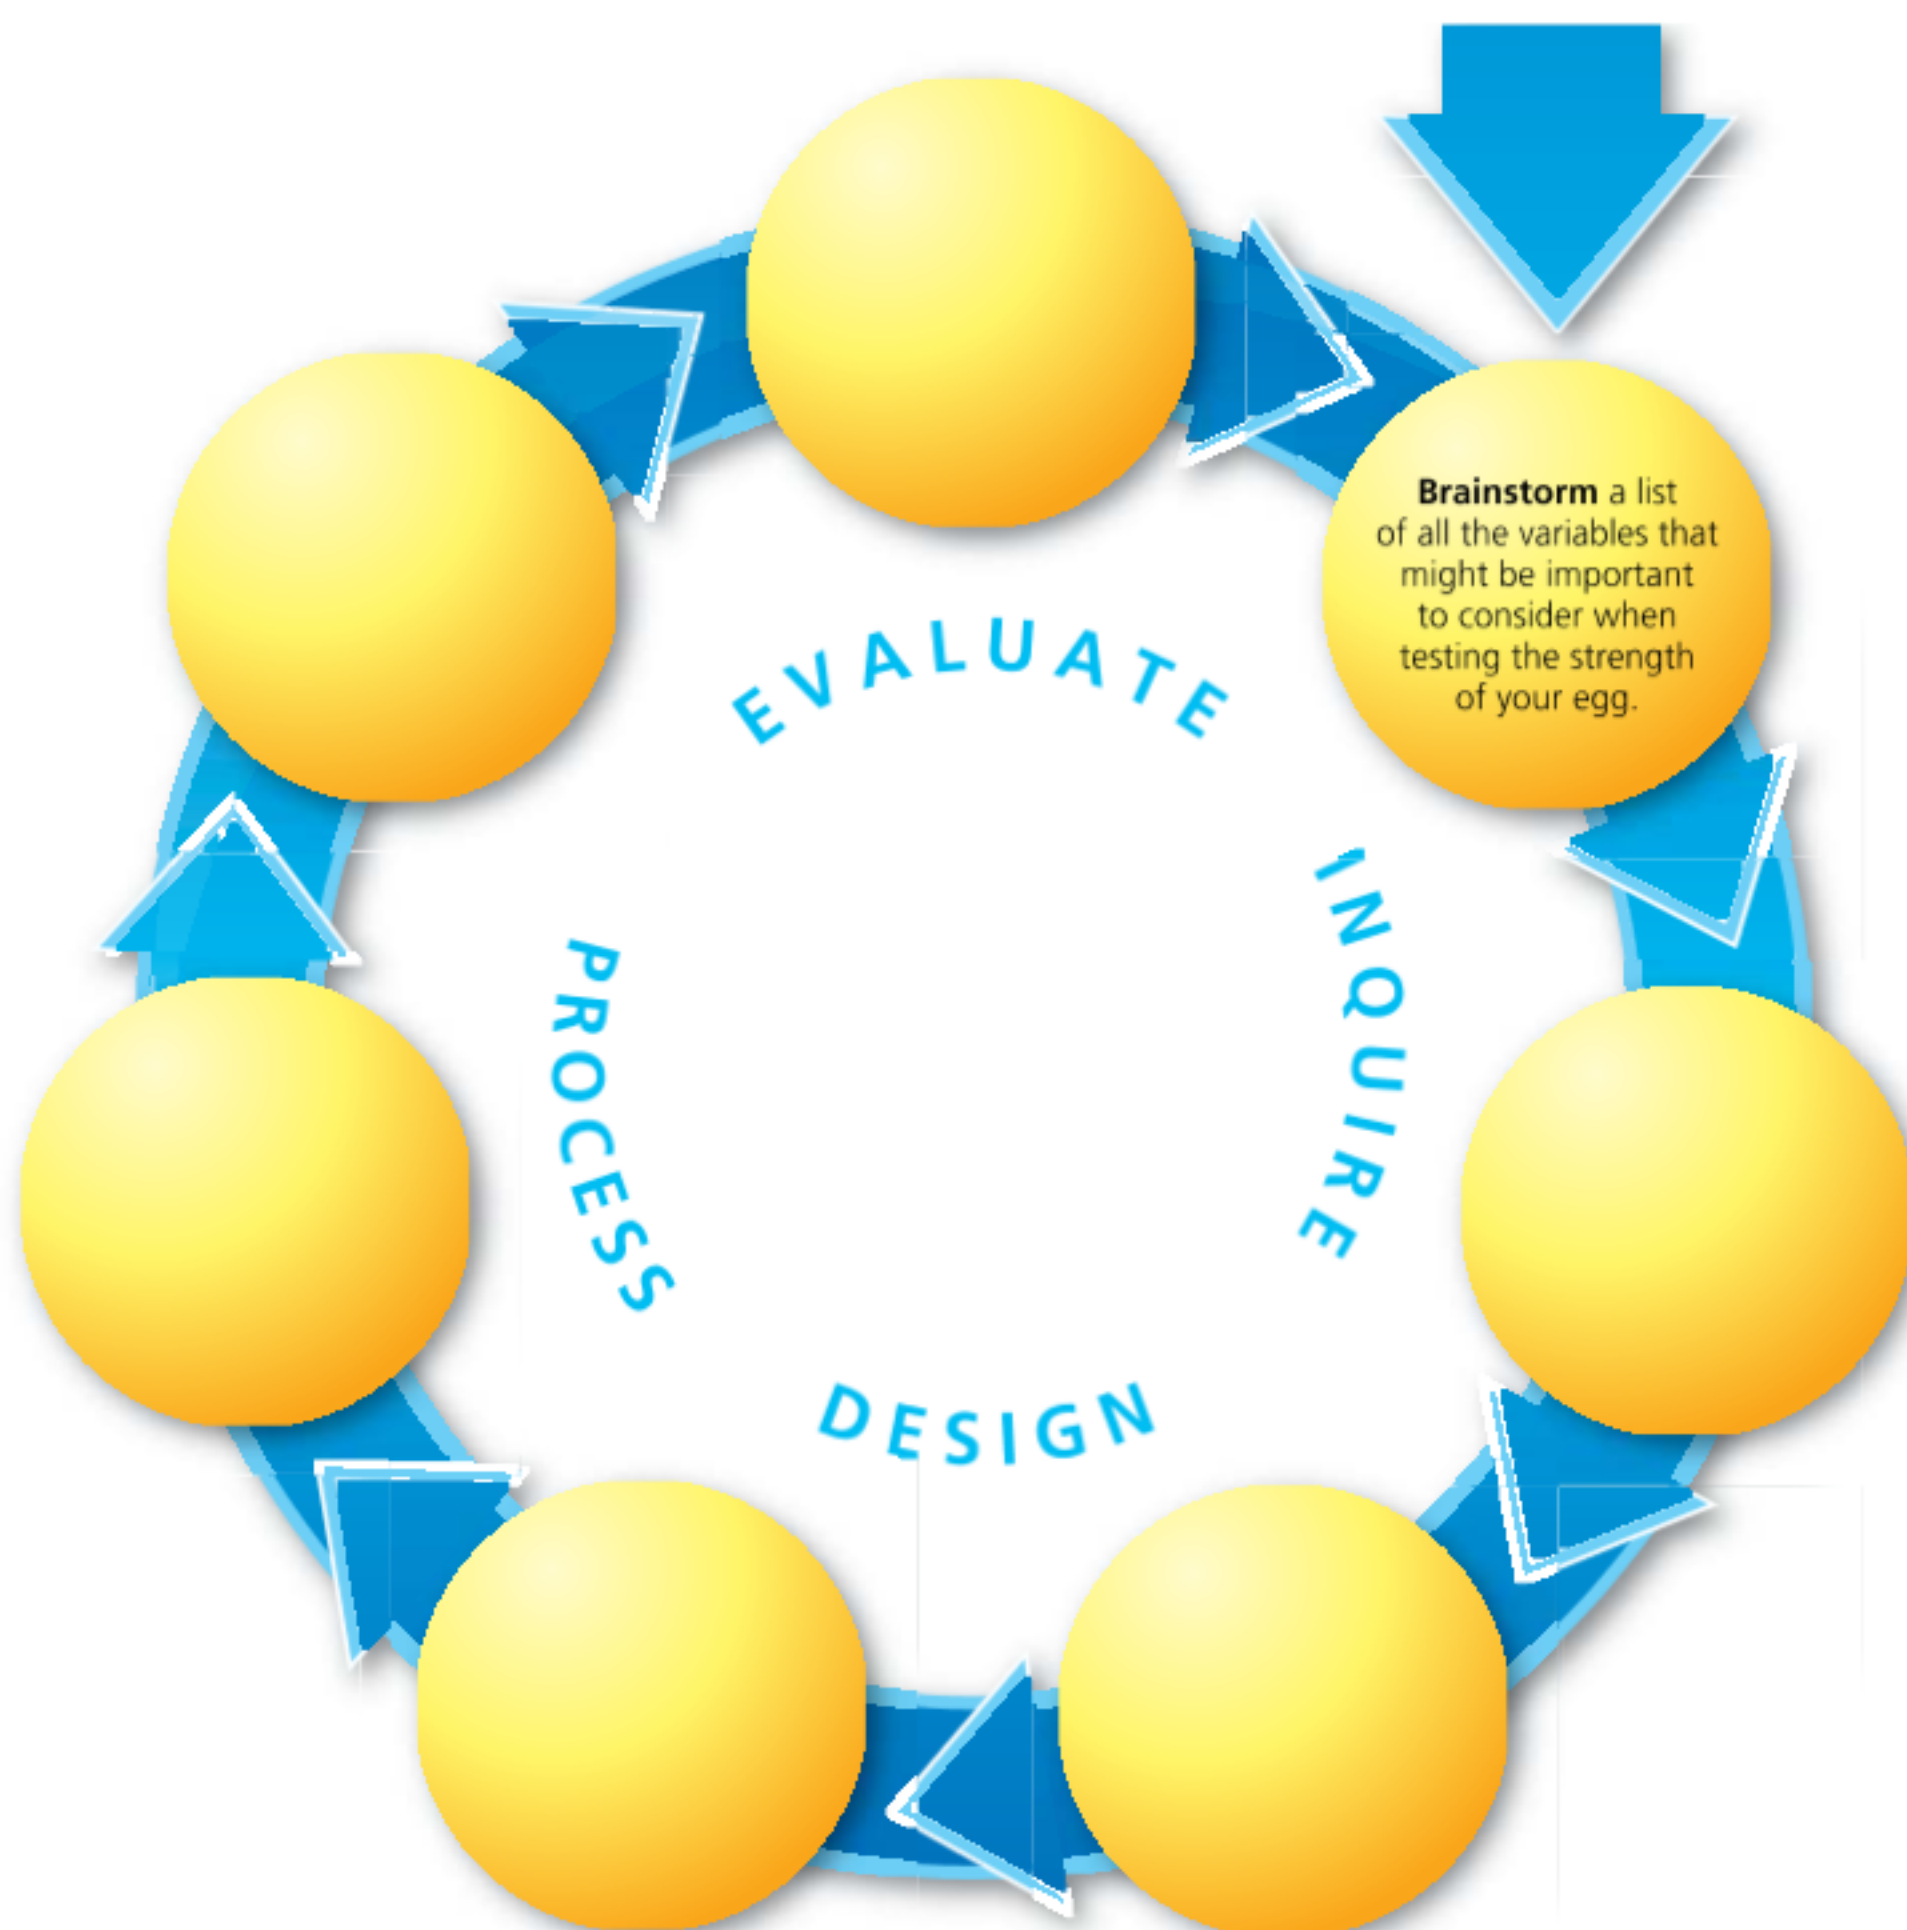 Brainstorm a list
of all the variables that
might be important
to consider when
testing the strength
of your egg.
EVALUATE
INQUIRE
PROCESS
DESIGN